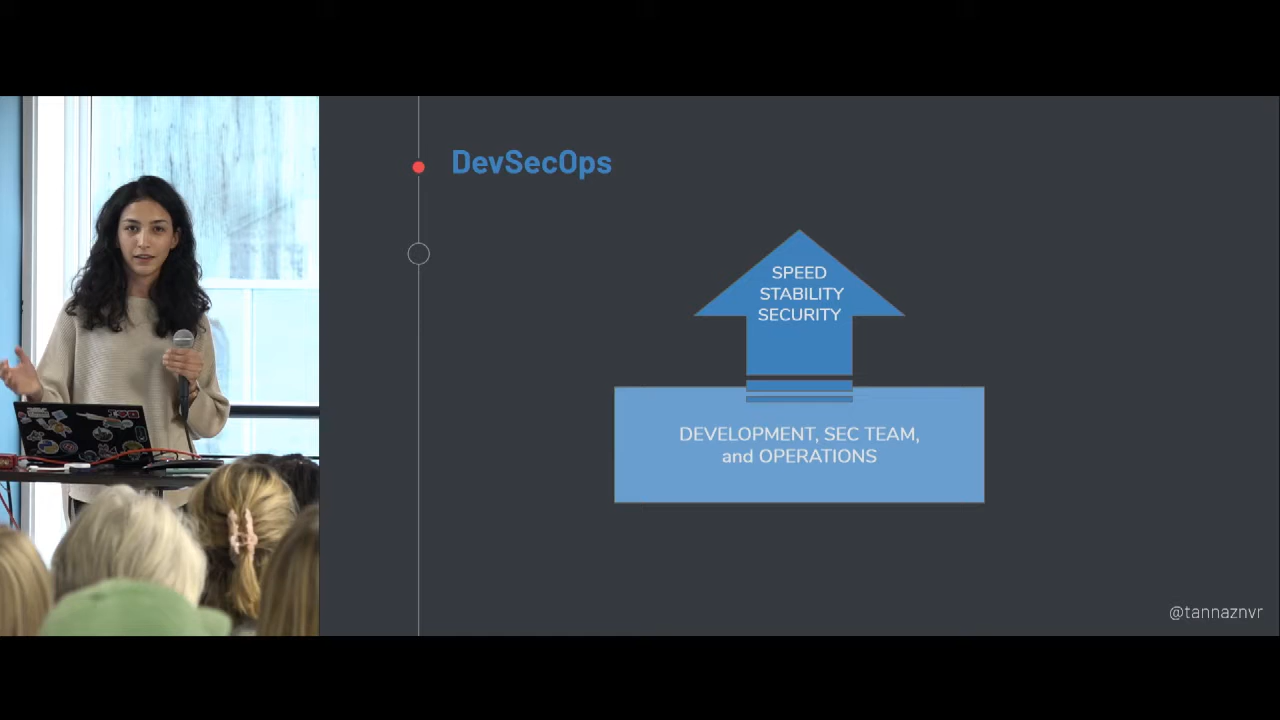 DevSecOps
SPEED
STABILITY
SECURITY
DEVELOPMENT, SEC TEAM,
and OPERATIONS
@tannaznvr